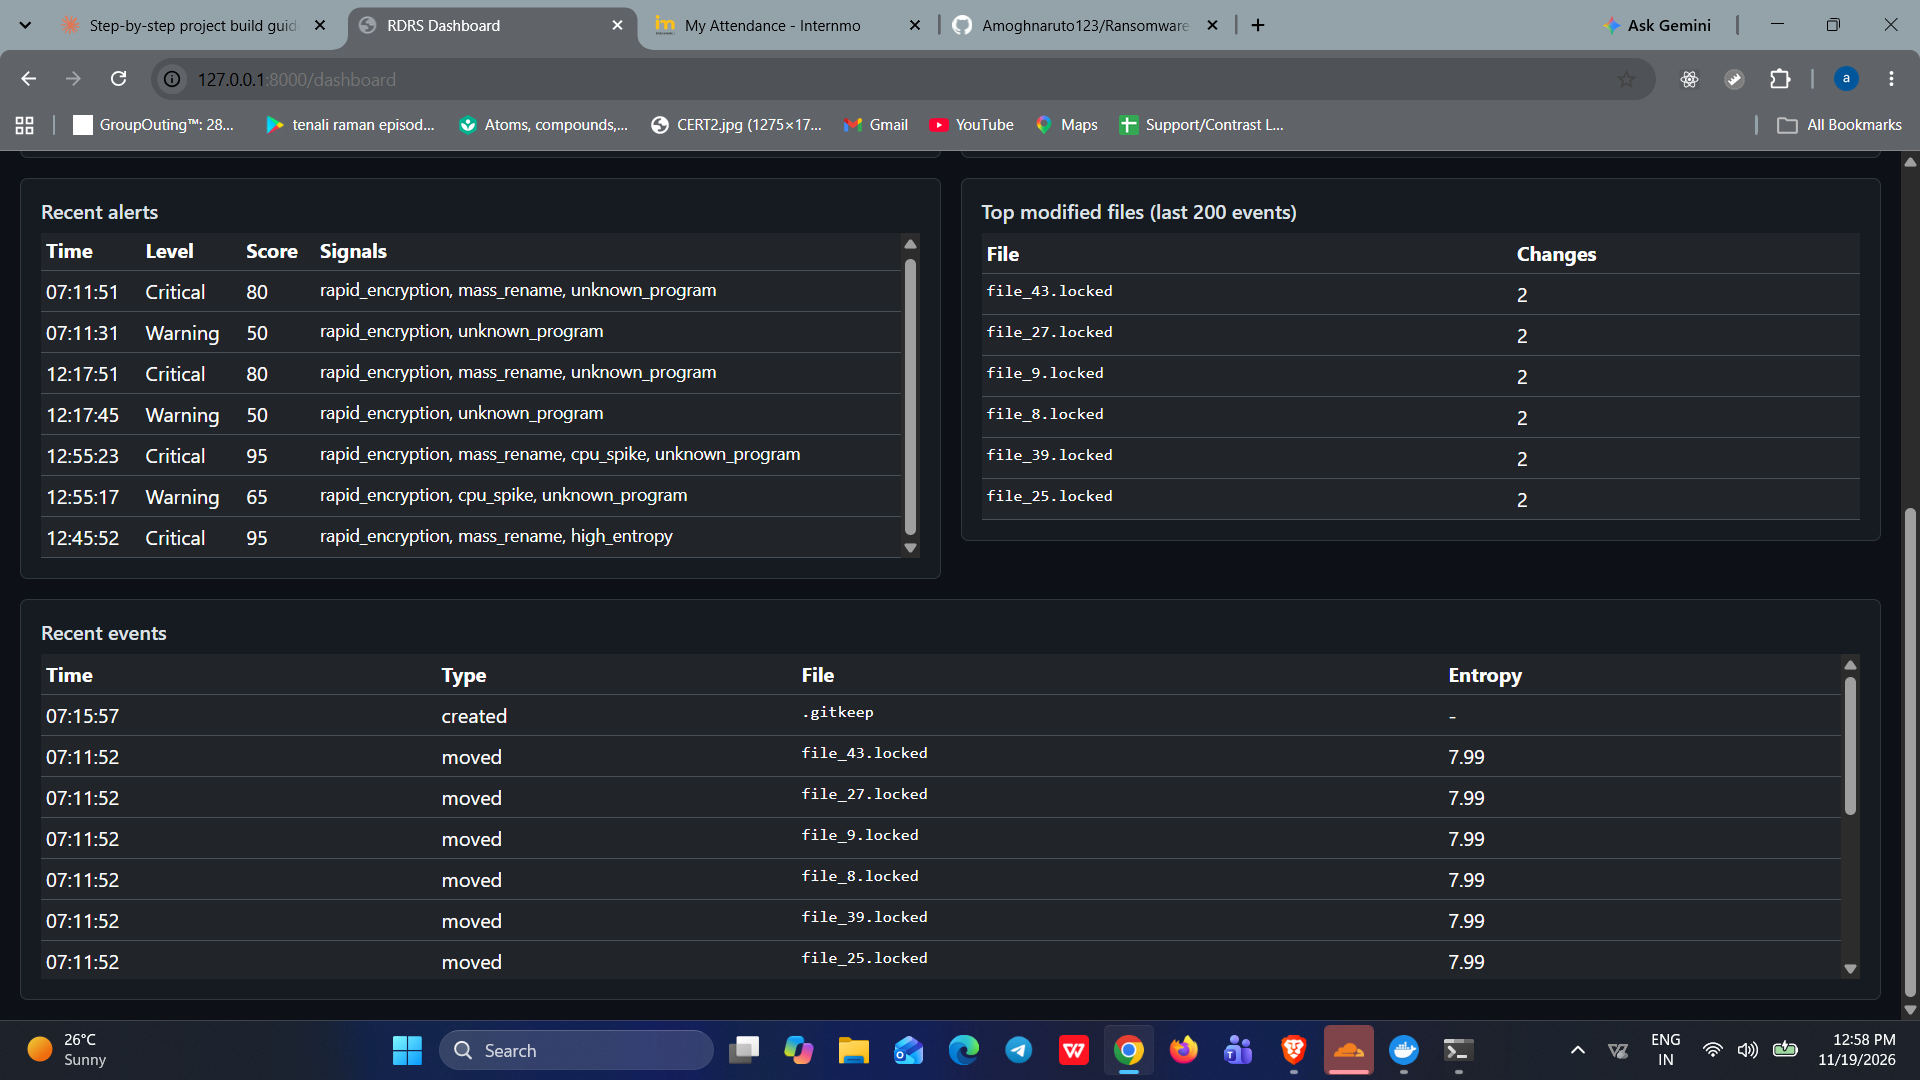 Step-by-step project build guid
RDRS Dashboard
My Attendance - Internmo
Amoghnaruto123/Ransomware
Ask Gemini
127.0.0.1:8000/dashboard
a
GroupOuting™: 28...
tenali raman episod...
Atoms, compounds,...
CERT2.jpg (1275×17...
Gmail
YouTube
Maps
Support/Contrast L...
All Bookmarks
Recent alerts
Time Level Score Signals
07:11:51 Critical 80 rapid_encryption, mass_rename, unknown_program
07:11:31 Warning 50 rapid_encryption, unknown_program
12:17:51 Critical 80 rapid_encryption, mass_rename, unknown_program
12:17:45 Warning 50 rapid_encryption, unknown_program
12:55:23 Critical 95 rapid_encryption, mass_rename, cpu_spike, unknown_program
12:55:17 Warning 65 rapid_encryption, cpu_spike, unknown_program
12:45:52 Critical 95 rapid_encryption, mass_rename, high_entropy
Top modified files (last 200 events)
File Changes
file_43.locked 2
file_27.locked 2
file_9.locked 2
file_8.locked 2
file_39.locked 2
file_25.locked 2
Recent events
Time Type File Entropy
07:15:57 created .gitkeep -
07:11:52 moved file_43.locked 7.99
07:11:52 moved file_27.locked 7.99
07:11:52 moved file_9.locked 7.99
07:11:52 moved file_8.locked 7.99
07:11:52 moved file_39.locked 7.99
07:11:52 moved file_25.locked 7.99
26°C
Sunny
Search
ENG
IN
12:58 PM
11/19/2026